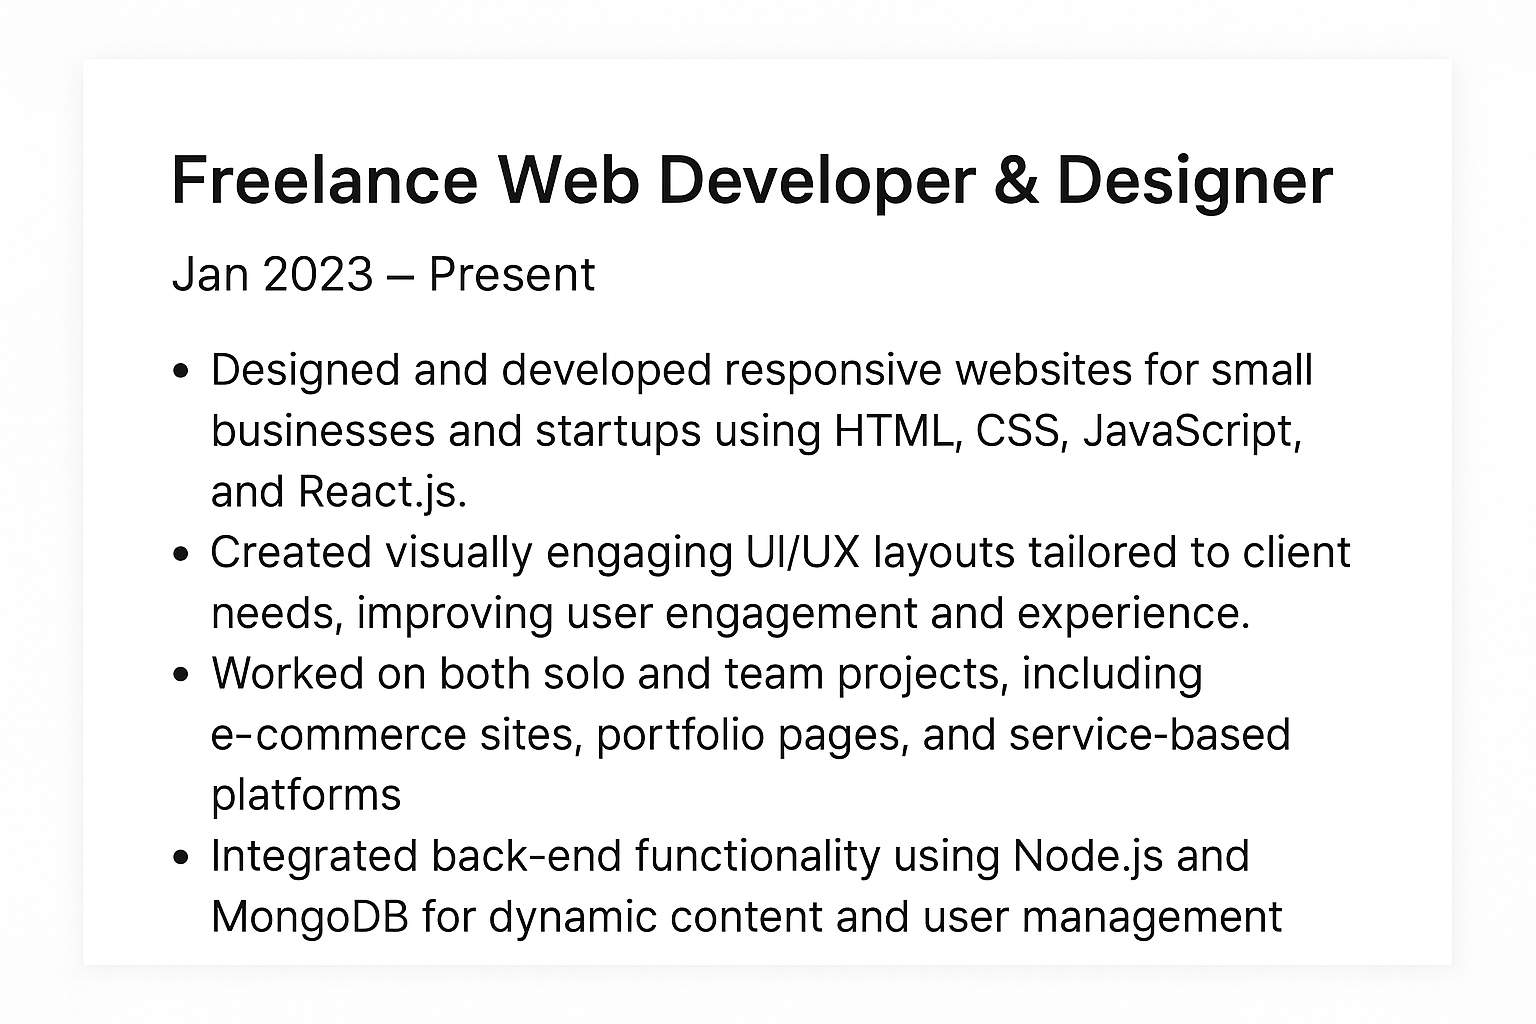 Freelance Web Developer & Designer
Jan 2023 – Present
• Designed and developed responsive websites for small
businesses and startups using HTML, CSS, JavaScript,
and React.js.
• Created visually engaging UI/UX layouts tailored to client
needs, improving user engagement and experience.
• Worked on both solo and team projects, including
e-commerce sites, portfolio pages, and service-based
platforms
• Integrated back-end functionality using Node.js and
MongoDB for dynamic content and user management